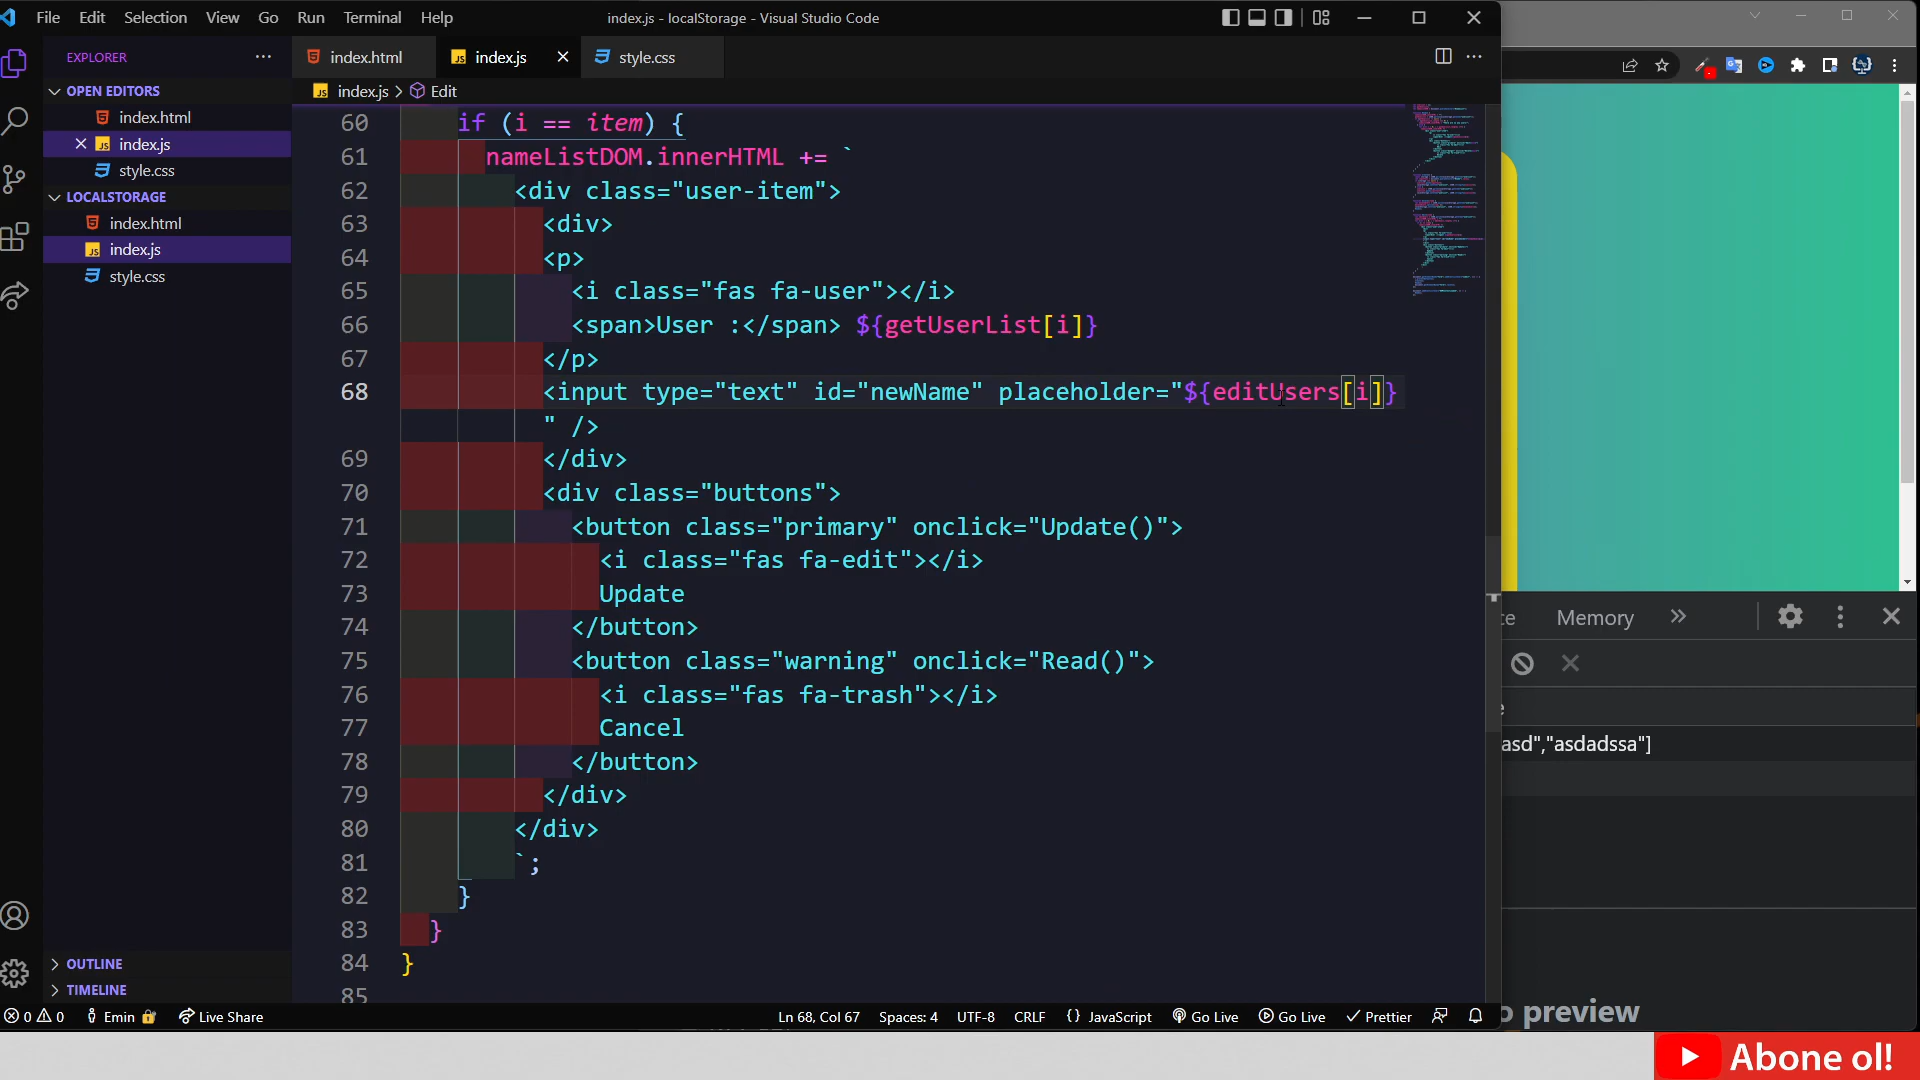 File Edit Selection View Go Run Terminal Help
index.js - localStorage - Visual Studio Code
EXPLORER
index.html
index.js
style.css
OPEN EDITORS
index.html
index.js
style.css
LOCALSTORAGE
index.html
index.js
style.css
OUTLINE
TIMELINE
index.js > Edit
60 if (i == item) {
61 nameListDOM.innerHTML += `
62 <div class="user-item">
63 <div>
64 <p>
65 <i class="fas fa-user"></i>
66 <span>User :</span> ${getUserList[i]}
67 </p>
68 <input type="text" id="newName" placeholder="${editUsers[i]}
" />
69 </div>
70 <div class="buttons">
71 <button class="primary" onclick="Update()">
72 <i class="fas fa-edit"></i>
73 Update
74 </button>
75 <button class="warning" onclick="Read()">
76 <i class="fas fa-trash"></i>
77 Cancel
78 </button>
79 </div>
80 </div>
81 `;
82 }
83 }
84 }
85
Memory
asd","asdadssa"]
preview
0 0 Emin Live Share
Ln 68, Col 67 Spaces: 4 UTF-8 CRLF {} JavaScript Go Live Go Live Prettier
Abone ol!